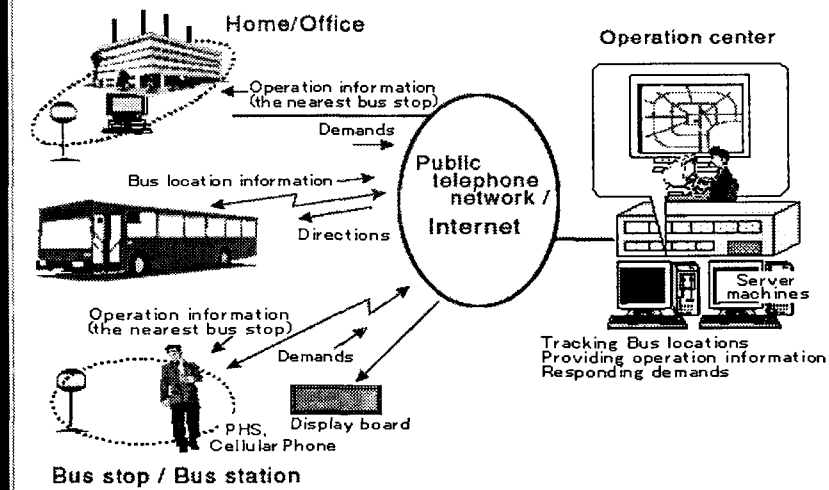 Home/Office
Operation center
Operation information
(the nearest bus stop)
Demands
Public
telephone
network /
Internet
Bus location information
Directions
Server
machines
Operation information
(the nearest bus stop)
Demands
Tracking Bus locations
Providing operation information
Responding demands
PHS,
Cellular Phone
Display board
Bus stop / Bus station